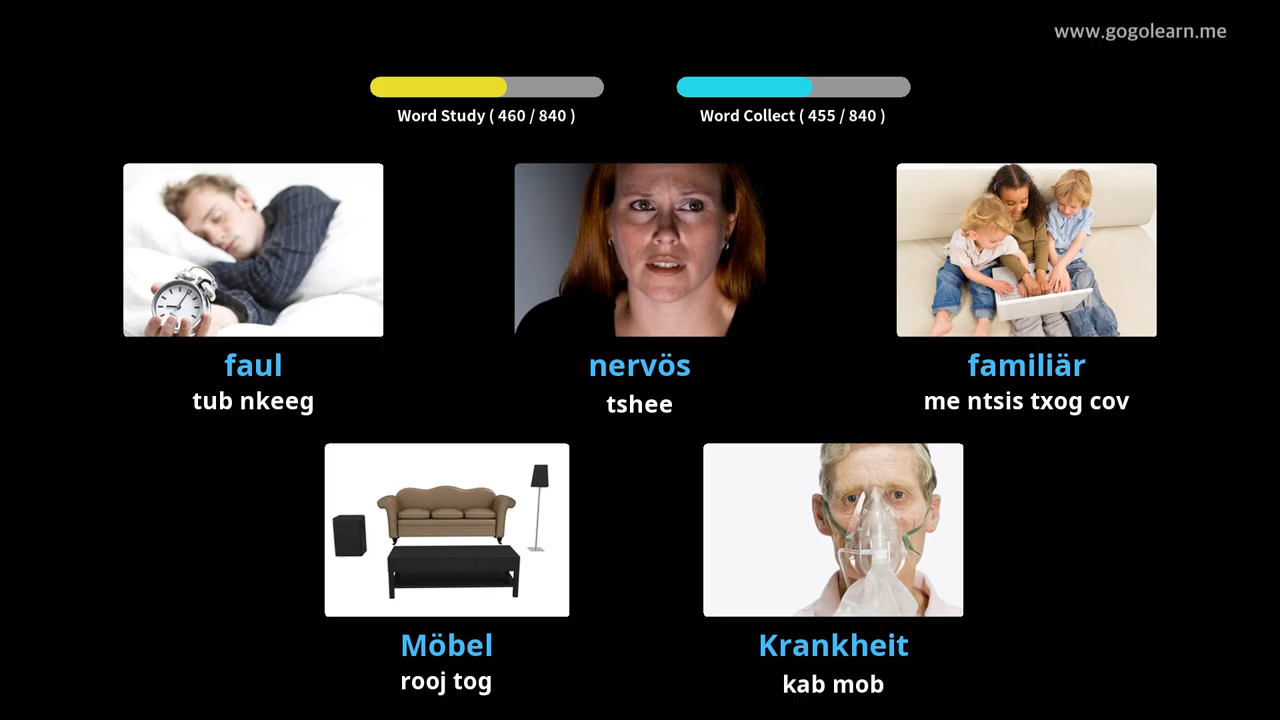 www.gogolearn.me
Word Study ( 460 / 840 )
Word Collect ( 455 / 840 )
faul
tub nkeeg
nervös
tshee
familiär
me ntsis txog cov
Möbel
rooj tog
Krankheit
kab mob